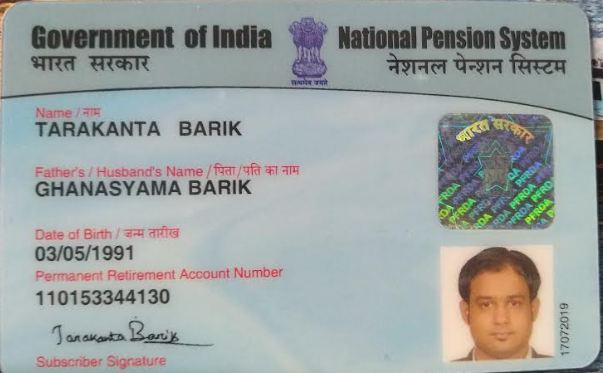 Government of India
National Pension System
भारत सरकार
नेशनल पेन्शन सिस्टम
सत्यमेव जयते
Name / नाम
TARAKANTA BARIK
Father's / Husband's Name / पिता/पति का नाम
GHANASYAMA BARIK
Date of Birth / जन्म तारीख
03/05/1991
Permanent Retirement Account Number
110153344130
Tarakanta Barik
Subscriber Signature
भारत सरकार
PFRDA PFRDA
17072019